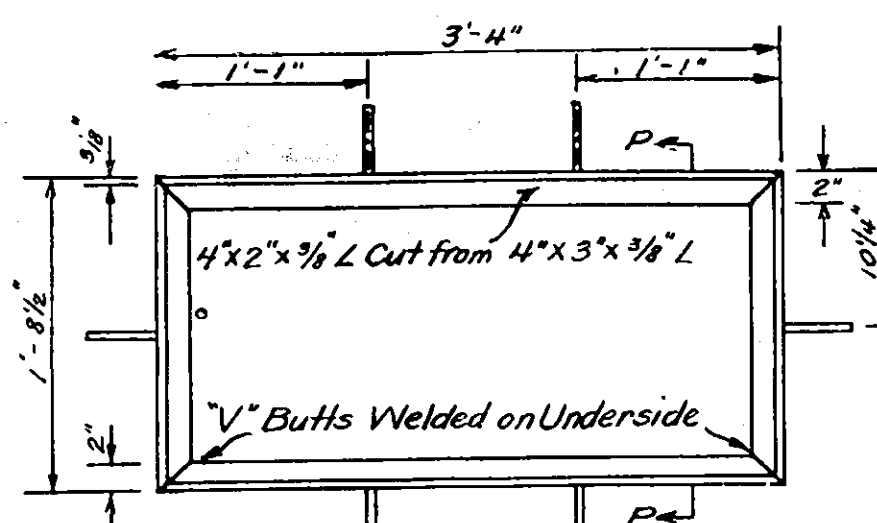 3'-4"
1'-1"
1'-1"
3/8"
P
2"
4"x2"x3/8" L Cut from 4"x3"x3/8" L
10 1/4"
1'-8 1/2"
"V" Butts Welded on Underside
2"
P